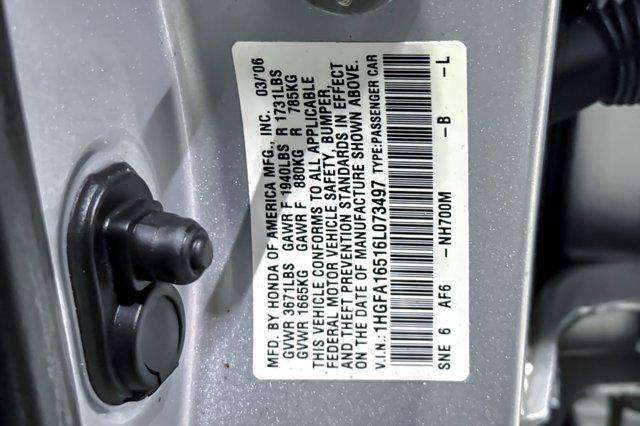 MFD. BY HONDA OF AMERICA MFG., INC. 03/'06
GVWR 3671LBS GAWR F 1940LBS R 1731LBS
GVWR 1665KG GAWR F 880KG R 785KG
THIS VEHICLE CONFORMS TO ALL APPLICABLE
FEDERAL MOTOR VEHICLE SAFETY, BUMPER,
AND THEFT PREVENTION STANDARDS IN EFFECT
ON THE DATE OF MANUFACTURE SHOWN ABOVE.
V.I.N.: 1HGFA16516L073497 TYPE:PASSENGER CAR
SNE 6 AF6 -NH700M -B -L